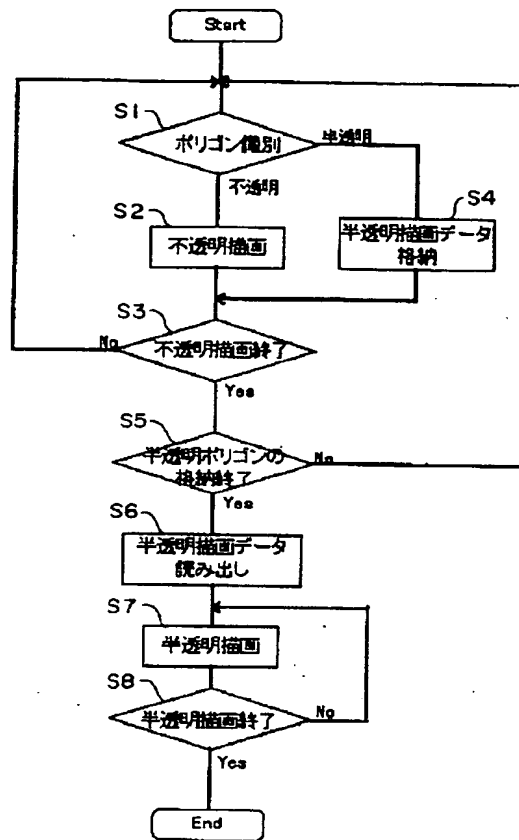 Start
S1
ポリゴン識別
半透明
不透明
S2
不透明描画
S4
半透明描画データ
格納
S3
No
不透明描画終了
Yes
S5
半透明ポリゴンの
格納終了
No
Yes
S6
半透明描画データ
読み出し
S7
半透明描画
S8
半透明描画終了
No
Yes
End